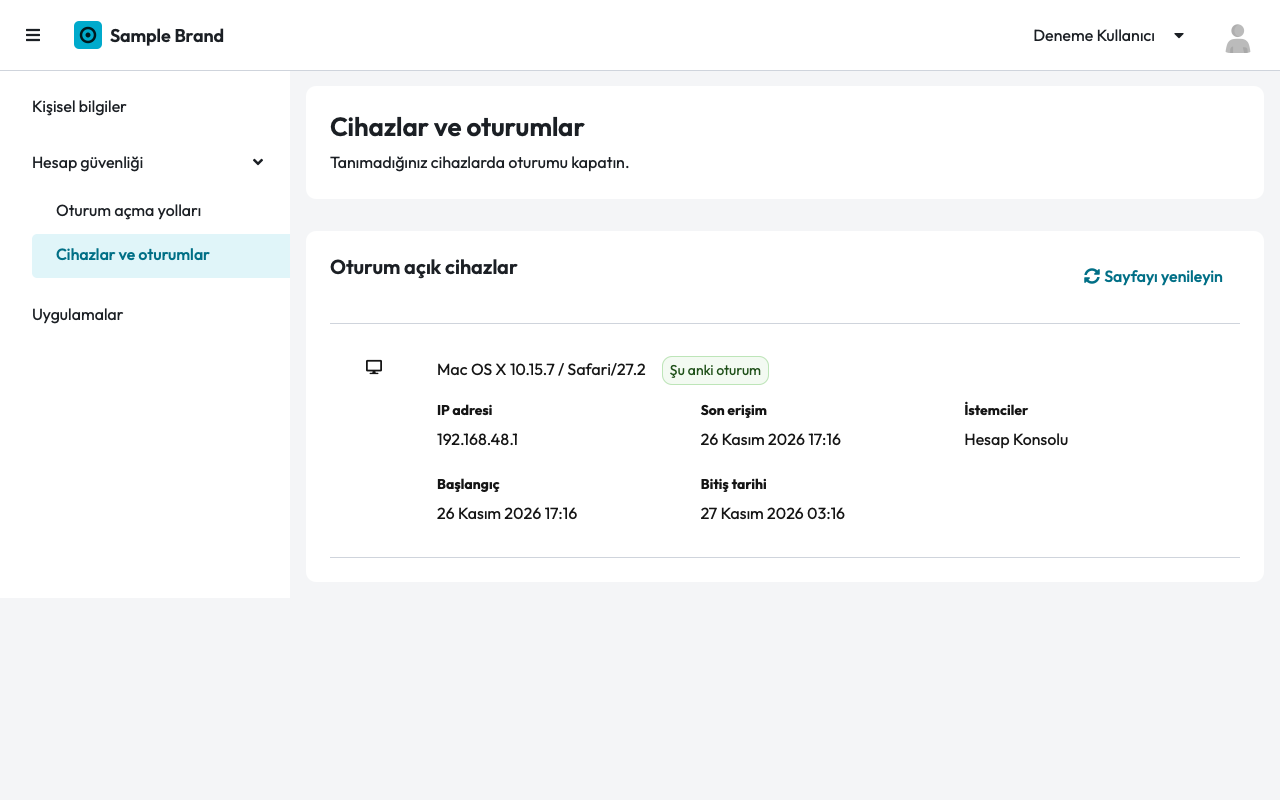 Sample Brand
Deneme Kullanıcı
Kişisel bilgiler
Hesap güvenliği
Oturum açma yolları
Cihazlar ve oturumlar
Uygulamalar
Cihazlar ve oturumlar
Tanımadığınız cihazlarda oturumu kapatın.
Oturum açık cihazlar
Sayfayı yenileyin
Mac OS X 10.15.7 / Safari/27.2 Şu anki oturum
IP adresi Son erişim İstemciler
192.168.48.1 26 Kasım 2026 17:16 Hesap Konsolu
Başlangıç Bitiş tarihi
26 Kasım 2026 17:16 27 Kasım 2026 03:16